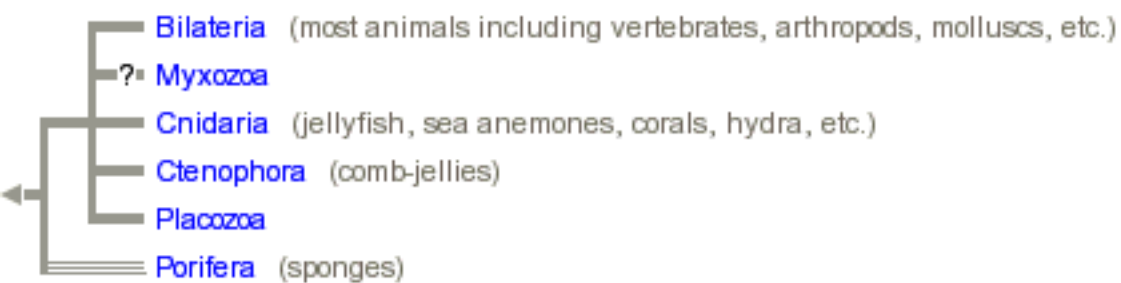 Bilateria (most animals including vertebrates, arthropods, molluscs, etc.)
? Myxozoa
Cnidaria (jellyfish, sea anemones, corals, hydra, etc.)
Ctenophora (comb-jellies)
Placozoa
Porifera (sponges)